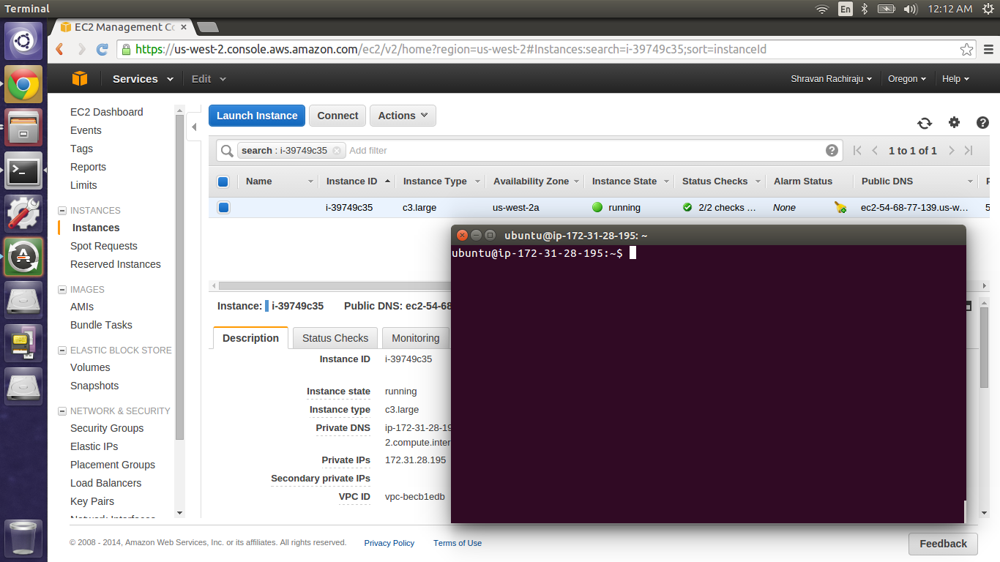 Terminal
En
12:12 AM
EC2 Management Co
https://us-west-2.console.aws.amazon.com/ec2/v2/home?region=us-west-2#Instances:search=i-39749c35;sort=instanceId
Services Edit Shravan Rachiraju Oregon Help
EC2 Dashboard
Events
Tags
Reports
Limits
INSTANCES
Instances
Spot Requests
Reserved Instances
IMAGES
AMIs
Bundle Tasks
ELASTIC BLOCK STORE
Volumes
Snapshots
NETWORK & SECURITY
Security Groups
Elastic IPs
Placement Groups
Load Balancers
Key Pairs
Launch Instance Connect Actions
search : i-39749c35 Add filter 1 to 1 of 1
Name Instance ID Instance Type Availability Zone Instance State Status Checks Alarm Status Public DNS P
i-39749c35 c3.large us-west-2a running 2/2 checks ... None ec2-54-68-77-139.us-w... 5
Instance: i-39749c35 Public DNS: ec2-54-68
Description Status Checks Monitoring
Instance ID i-39749c35
Instance state running
Instance type c3.large
Private DNS ip-172-31-28-19
2.compute.inter
Private IPs 172.31.28.195
Secondary private IPs
VPC ID vpc-becb1edb
ubuntu@ip-172-31-28-195: ~
ubuntu@ip-172-31-28-195:~$
© 2008 - 2014, Amazon Web Services, Inc. or its affiliates. All rights reserved. Privacy Policy Terms of Use
Feedback